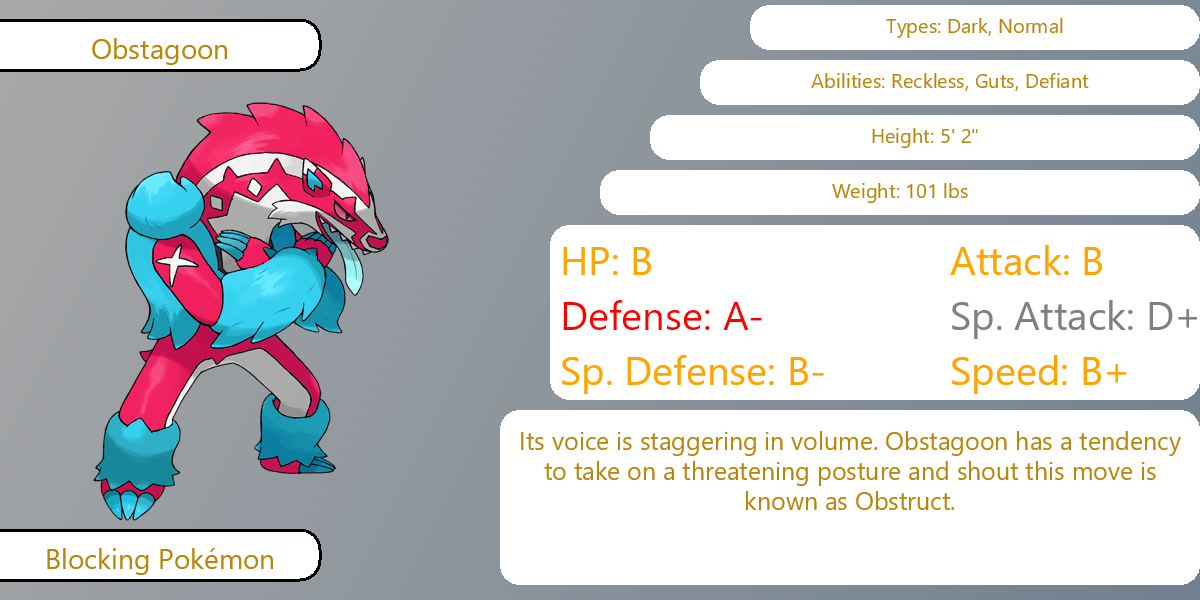 Obstagoon
Types: Dark, Normal
Abilities: Reckless, Guts, Defiant
Height: 5' 2"
Weight: 101 lbs
HP: B
Attack: B
Defense: A-
Sp. Attack: D+
Sp. Defense: B-
Speed: B+
Its voice is staggering in volume. Obstagoon has a tendency
to take on a threatening posture and shout this move is
known as Obstruct.
Blocking Pokémon